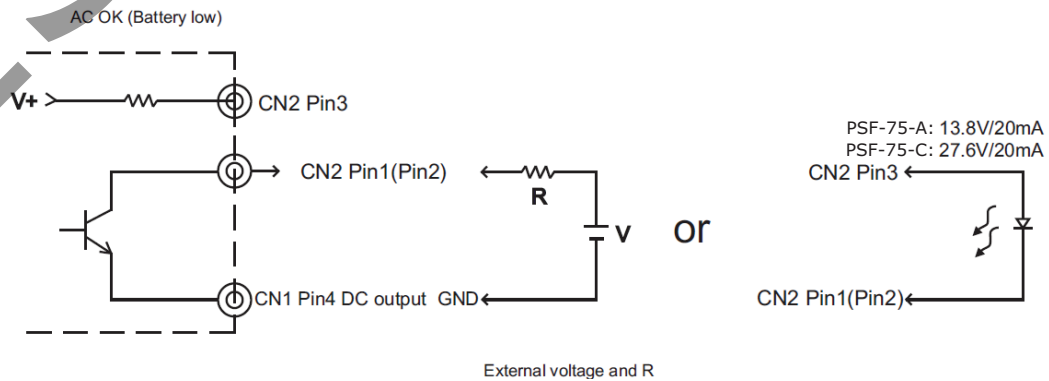 AC OK (Battery low)
V+
CN2 Pin3
CN2 Pin1(Pin2)
R
V
CN1 Pin4 DC output GND
or
PSF-75-A: 13.8V/20mA
PSF-75-C: 27.6V/20mA
CN2 Pin3
CN2 Pin1(Pin2)
External voltage and R